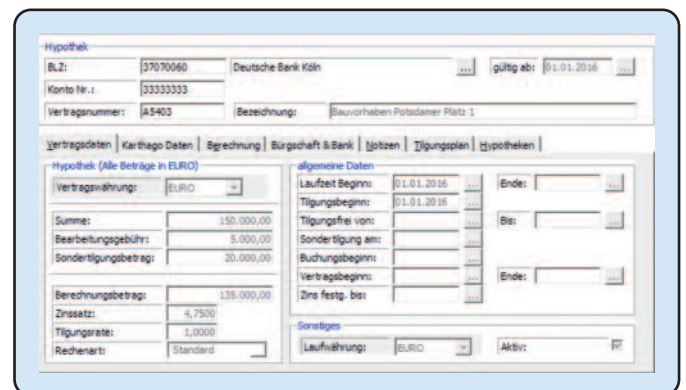 Hypothek
BLZ: 37070060 Deutsche Bank Köln ... gültig ab: 01.01.2016 ...
Konto Nr.: 33333333
Vertragsnummer: A5403 Bezeichnung: Bauvorhaben Potsdamer Platz 1
Vertragsdaten Karthago Daten Berechnung Bürgschaft & Bank Notizen Tilgungsplan Hypotheken
Hypothek (Alle Beträge in EURO)
Vertragswährung: EURO
Summe: 150.000,00
Bearbeitungsgebühr: 5.000,00
Sondertilgungsbetrag: 20.000,00
Berechnungsbetrag: 135.000,00
Zinssatz: 4,7500
Tilgungsrate: 1,0000
Rechenart: Standard
allgemeine Daten
Laufzeit Beginn: 01.01.2016 ... Ende: ...
Tilgungsbeginn: 01.01.2016 ...
Tilgungsfrei von: ... Bis: ...
Sondertilgung am: ...
Buchungsbeginn: ...
Vertragsbeginn: ... Ende: ...
Zins festg. bis: ...
Sonstiges
Laufwährung: EURO Aktiv: